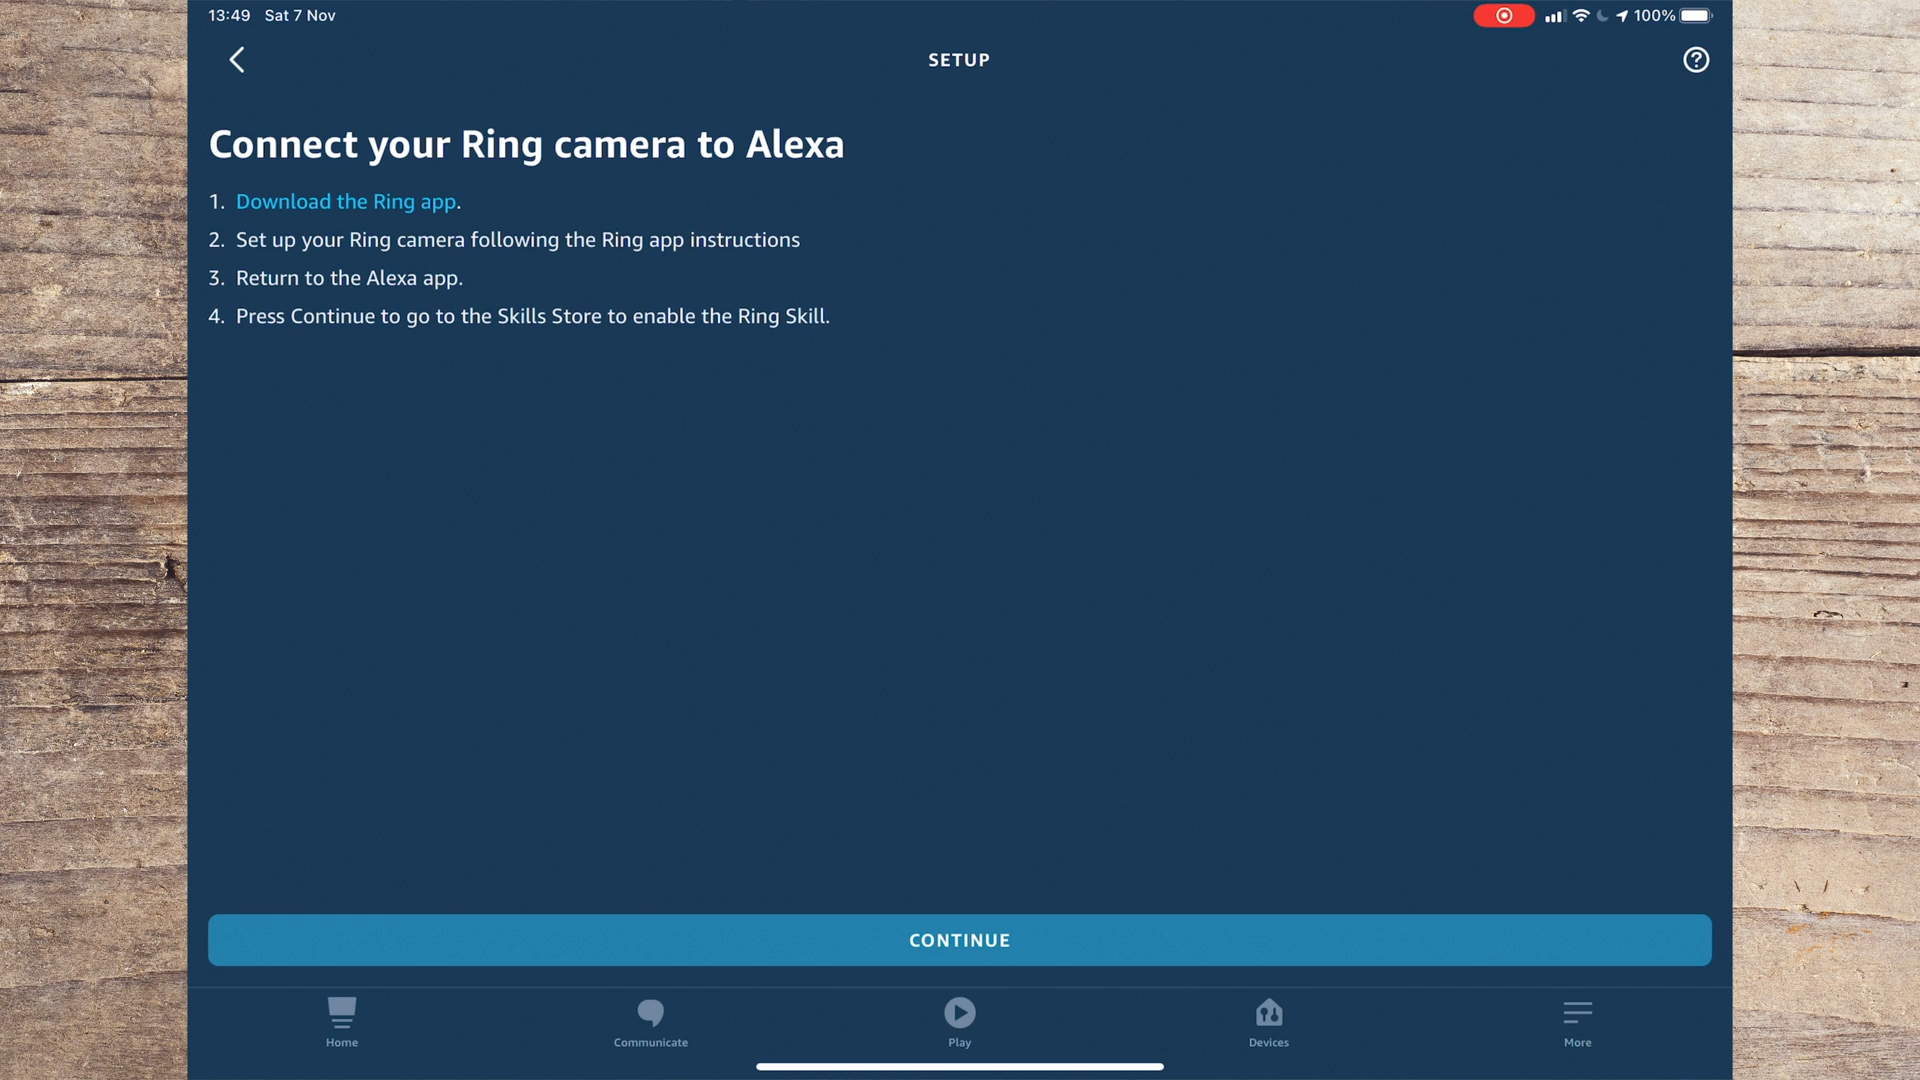 13:49 Sat 7 Nov
100%
SETUP
Connect your Ring camera to Alexa
1. Download the Ring app.
2. Set up your Ring camera following the Ring app instructions
3. Return to the Alexa app.
4. Press Continue to go to the Skills Store to enable the Ring Skill.
CONTINUE
Home
Communicate
Play
Devices
More